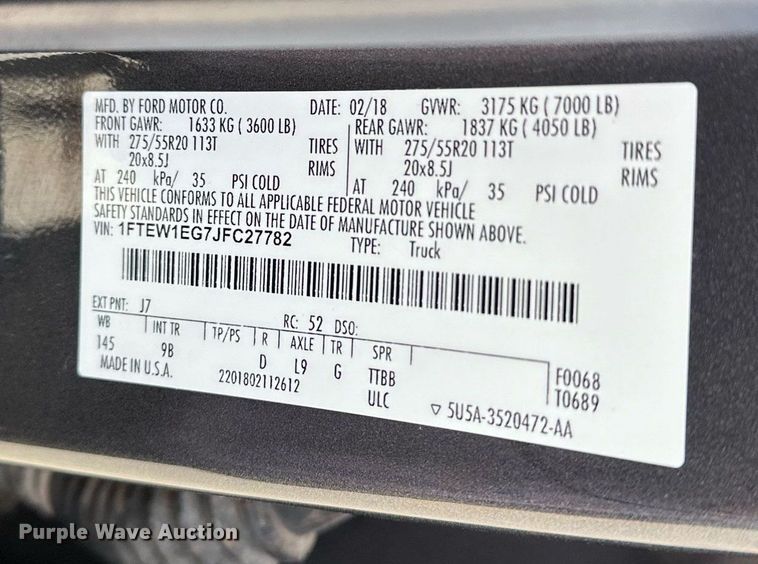 MFD. BY FORD MOTOR CO. DATE: 02/18 GVWR: 3175 KG ( 7000 LB)
FRONT GAWR: 1633 KG ( 3600 LB) REAR GAWR: 1837 KG ( 4050 LB)
WITH 275/55R20 113T TIRES WITH 275/55R20 113T TIRES
20x8.5J RIMS 20x8.5J RIMS
AT 240 kPa/ 35 PSI COLD AT 240 kPa/ 35 PSI COLD
THIS VEHICLE CONFORMS TO ALL APPLICABLE FEDERAL MOTOR VEHICLE
SAFETY STANDARDS IN EFFECT ON THE DATE OF MANUFACTURE SHOWN ABOVE.
VIN: 1FTEW1EG7JFC27782 TYPE: Truck
EXT PNT: J7 RC: 52 DSO:
WB INT TR TP/PS R AXLE TR SPR
145 9B D L9 G TTBB F0068
MADE IN U.S.A. 2201802112612 ULC T0689
5U5A-3520472-AA
Purple Wave Auction